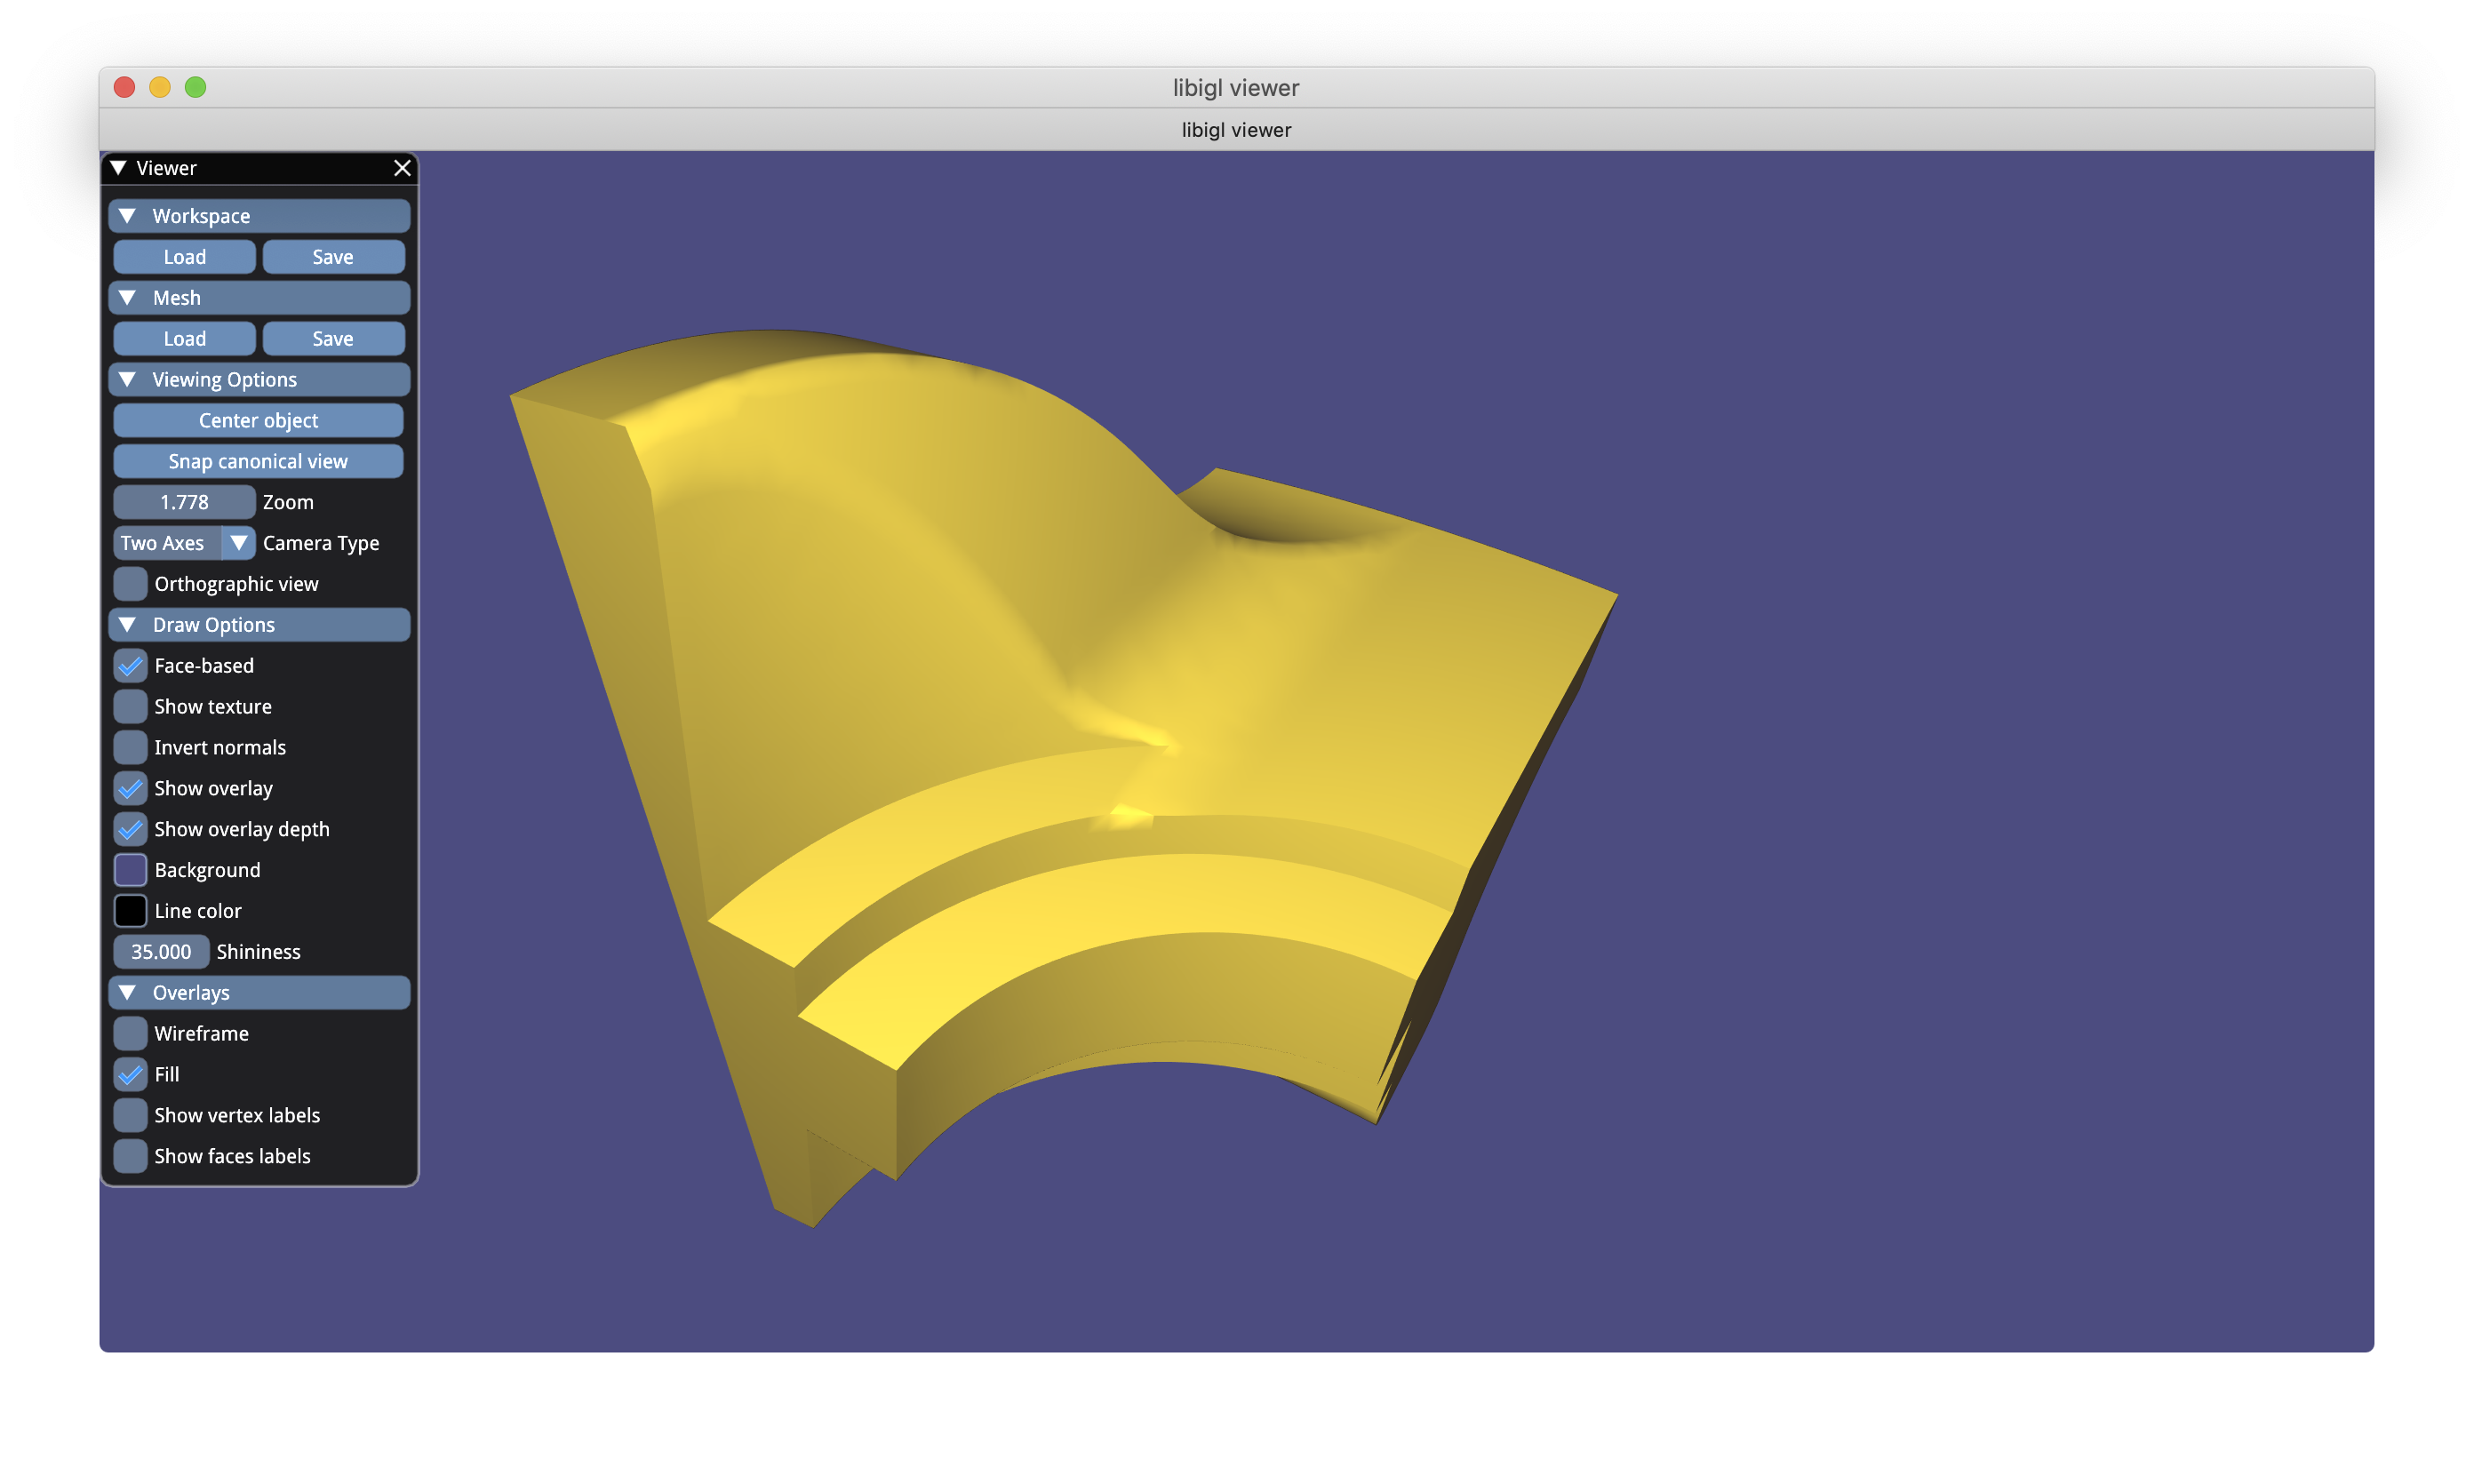 libigl viewer
libigl viewer
Viewer
Workspace
Load Save
Mesh
Load Save
Viewing Options
Center object
Snap canonical view
1.778 Zoom
Two Axes Camera Type
Orthographic view
Draw Options
Face-based
Show texture
Invert normals
Show overlay
Show overlay depth
Background
Line color
35.000 Shininess
Overlays
Wireframe
Fill
Show vertex labels
Show faces labels